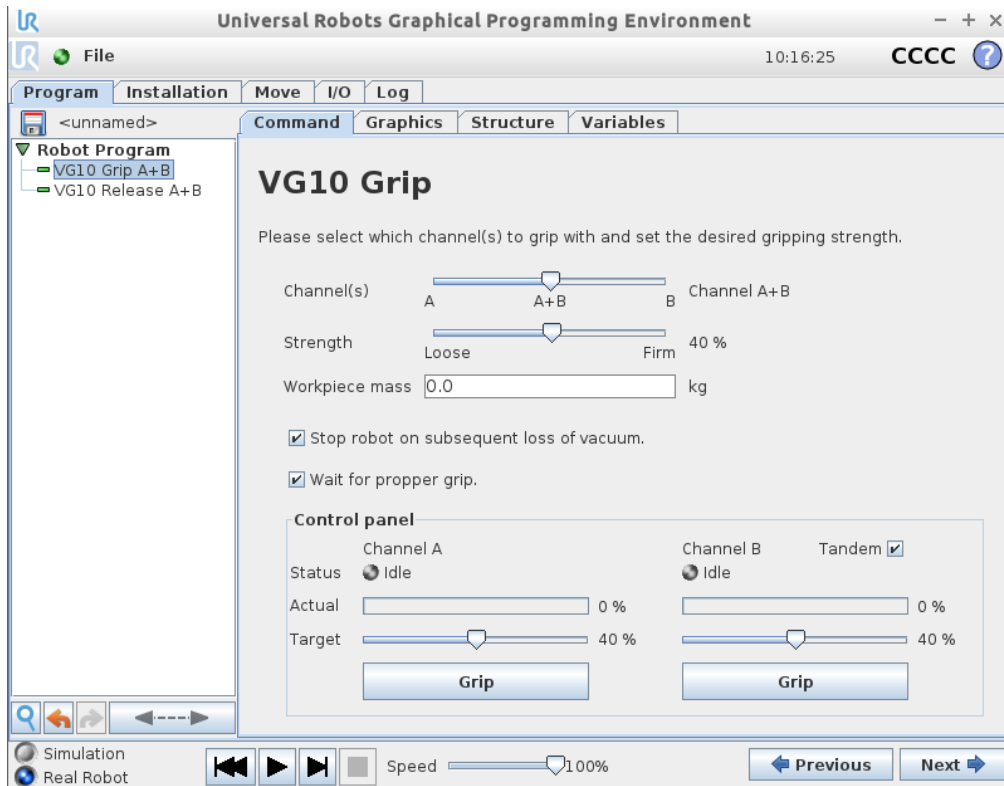 Universal Robots Graphical Programming Environment
File 10:16:25 CCCC ?
Program Installation Move I/O Log
<unnamed> Command Graphics Structure Variables
Robot Program
VG10 Grip A+B
VG10 Release A+B
VG10 Grip
Please select which channel(s) to grip with and set the desired gripping strength.
Channel(s) A A+B B Channel A+B
Strength Loose Firm 40 %
Workpiece mass 0.0 kg
Stop robot on subsequent loss of vacuum.
Wait for propper grip.
Control panel
Channel A Channel B Tandem
Status Idle Idle
Actual 0 % 0 %
Target 40 % 40 %
Grip Grip
Simulation
Real Robot
Speed 100% Previous Next